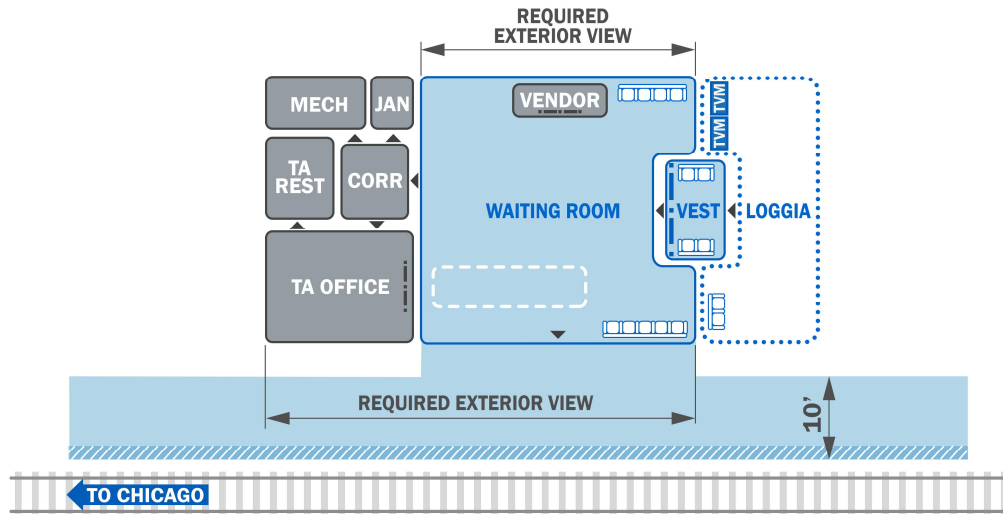 REQUIRED
EXTERIOR VIEW
MECH
JAN
VENDOR
TVM
TVM
TA
REST
CORR
WAITING ROOM
VEST
LOGGIA
TA OFFICE
REQUIRED EXTERIOR VIEW
10'
TO CHICAGO